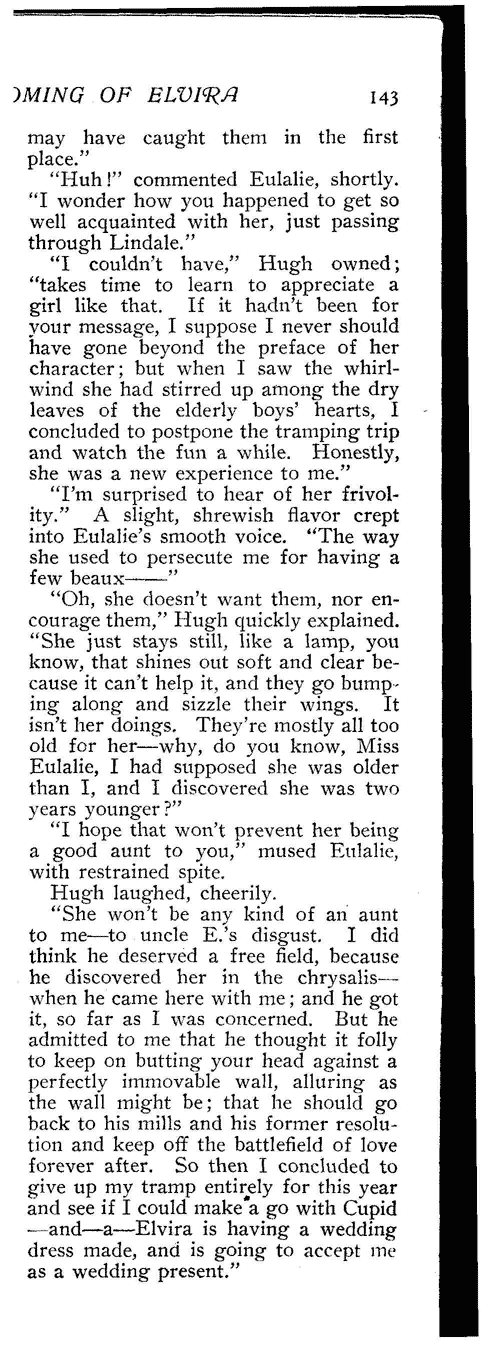 OMING OF ELVIRA 143
may have caught them in the first
place."
"Huh!" commented Eulalie, shortly.
"I wonder how you happened to get so
well acquainted with her, just passing
through Lindale."
"I couldn't have," Hugh owned;
"takes time to learn to appreciate a
girl like that. If it hadn't been for
your message, I suppose I never should
have gone beyond the preface of her
character; but when I saw the whirl-
wind she had stirred up among the dry
leaves of the elderly boys' hearts, I
concluded to postpone the tramping trip
and watch the fun a while. Honestly,
she was a new experience to me."
"I'm surprised to hear of her frivol-
ity." A slight, shrewish flavor crept
into Eulalie's smooth voice. "The way
she used to persecute me for having a
few beaux——"
"Oh, she doesn't want them, nor en-
courage them," Hugh quickly explained.
"She just stays still, like a lamp, you
know, that shines out soft and clear be-
cause it can't help it, and they go bump-
ing along and sizzle their wings. It
isn't her doings. They're mostly all too
old for her—why, do you know, Miss
Eulalie, I had supposed she was older
than I, and I discovered she was two
years younger?"
"I hope that won't prevent her being
a good aunt to you," mused Eulalie,
with restrained spite.
Hugh laughed, cheerily.
"She won't be any kind of an aunt
to me—to uncle E.'s disgust. I did
think he deserved a free field, because
he discovered her in the chrysalis—
when he came here with me; and he got
it, so far as I was concerned. But he
admitted to me that he thought it folly
to keep on butting your head against a
perfectly immovable wall, alluring as
the wall might be; that he should go
back to his mills and his former resolu-
tion and keep off the battlefield of love
forever after. So then I concluded to
give up my tramp entirely for this year
and see if I could make a go with Cupid
—and—a—Elvira is having a wedding
dress made, and is going to accept me
as a wedding present."